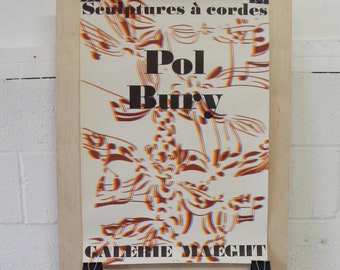 Sculptures à cordes
Pol
Bury
GALERIE MAEGHT